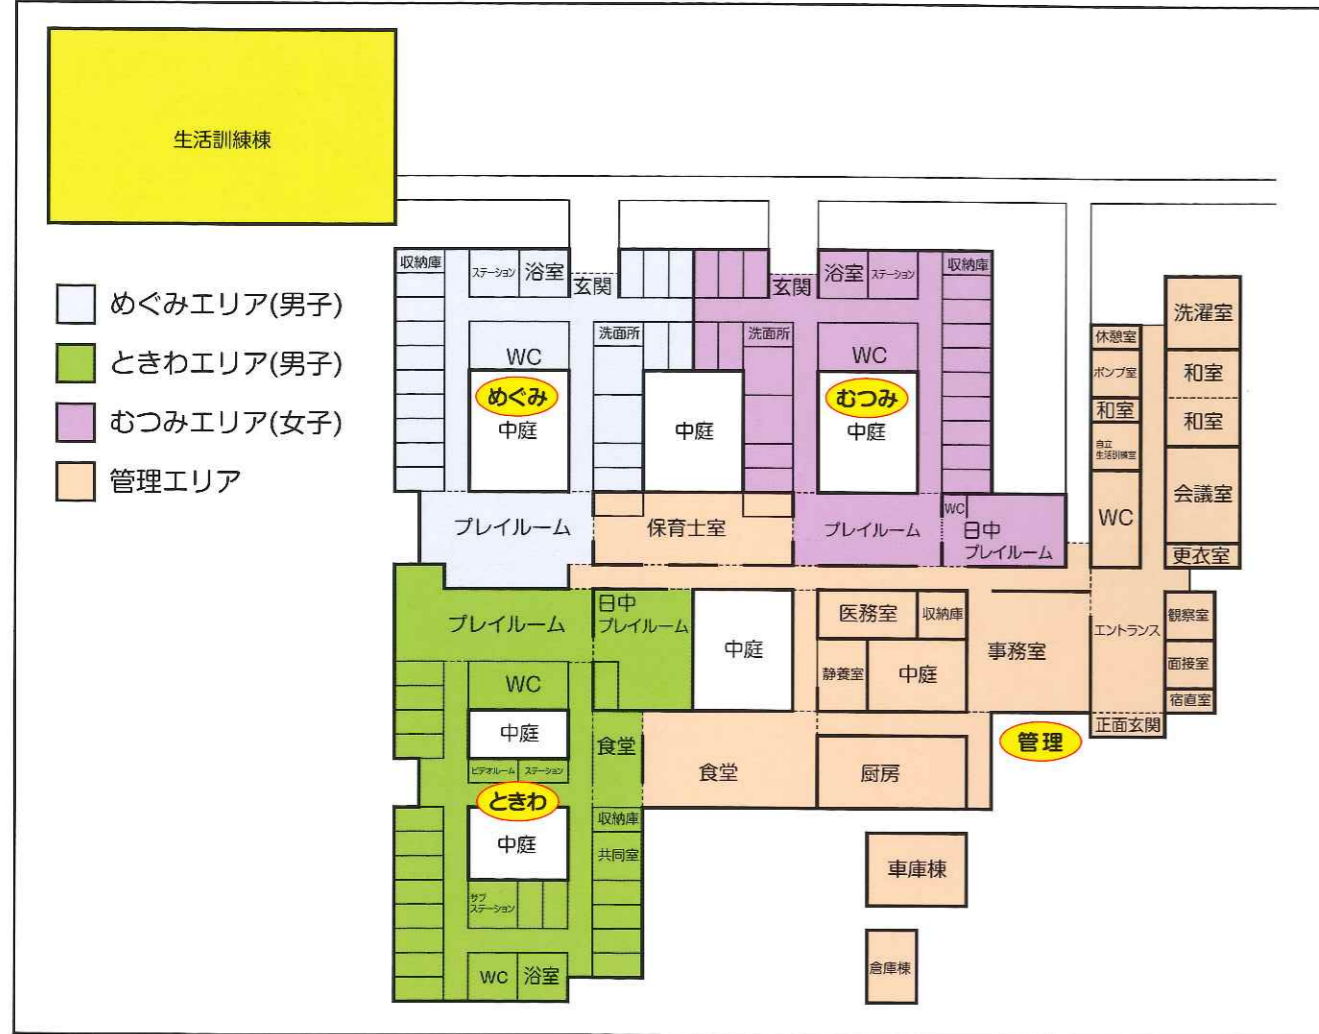 生活訓練棟
めぐみエリア(男子)
ときわエリア(男子)
むつみエリア(女子)
管理エリア
収納庫
ステーション
浴室
玄関
洗面所
WC
めぐみ
中庭
プレイルーム
中庭
玄関
浴室
ステーション
収納庫
洗面所
WC
むつみ
中庭
プレイルーム
WC
日中
プレイルーム
保育士室
休憩室
ポンプ室
和室
自立
生活訓練室
WC
洗濯室
和室
和室
会議室
更衣室
プレイルーム
日中
プレイルーム
WC
中庭
ビデオルーム
ステーション
ときわ
中庭
サブ
ステーション
WC
浴室
食堂
収納庫
共同室
中庭
医務室
収納庫
静養室
中庭
事務室
エントランス
観察室
面接室
宿直室
正面玄関
管理
食堂
厨房
車庫棟
倉庫棟